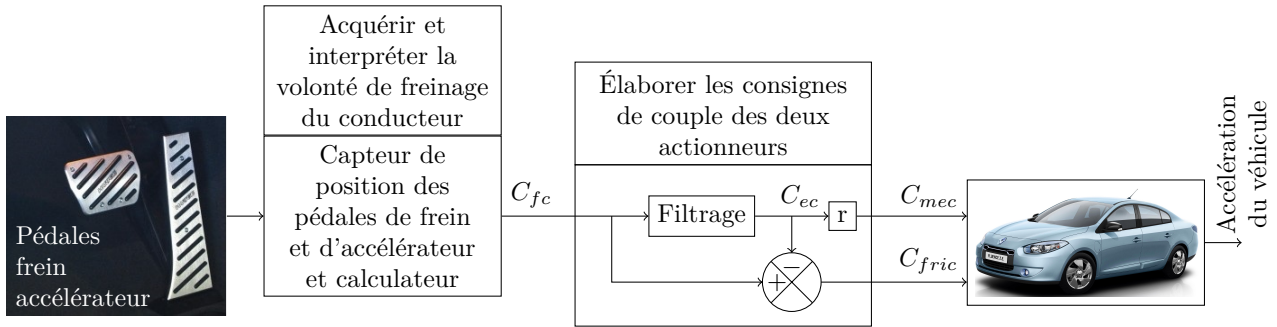 Acquérir et
interpréter la
volonté de freinage
du conducteur
Capteur de
position des
pédales de frein
et d'accélérateur
et calculateur
Pédales
frein
accélérateur
C_{fc}
Élaborer les consignes
de couple des deux
actionneurs
Filtrage
C_{ec}
r
−
+
C_{mec}
C_{fric}
Accélération
du véhicule